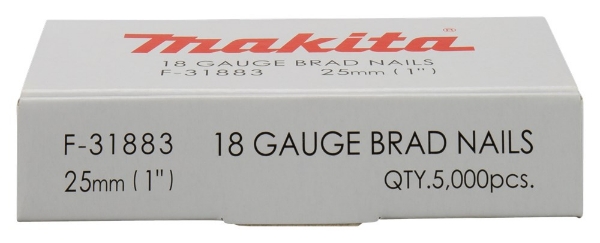 Makita®
18 GAUGE BRAD NAILS
F-31883 25mm (1")
F-31883 18 GAUGE BRAD NAILS
25mm (1") QTY.5,000pcs.